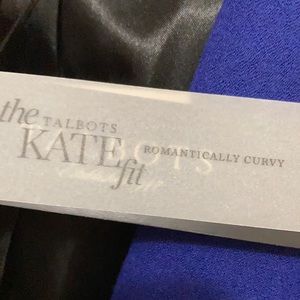 the TALBOTS
KATE fit
ROMANTICALLY CURVY